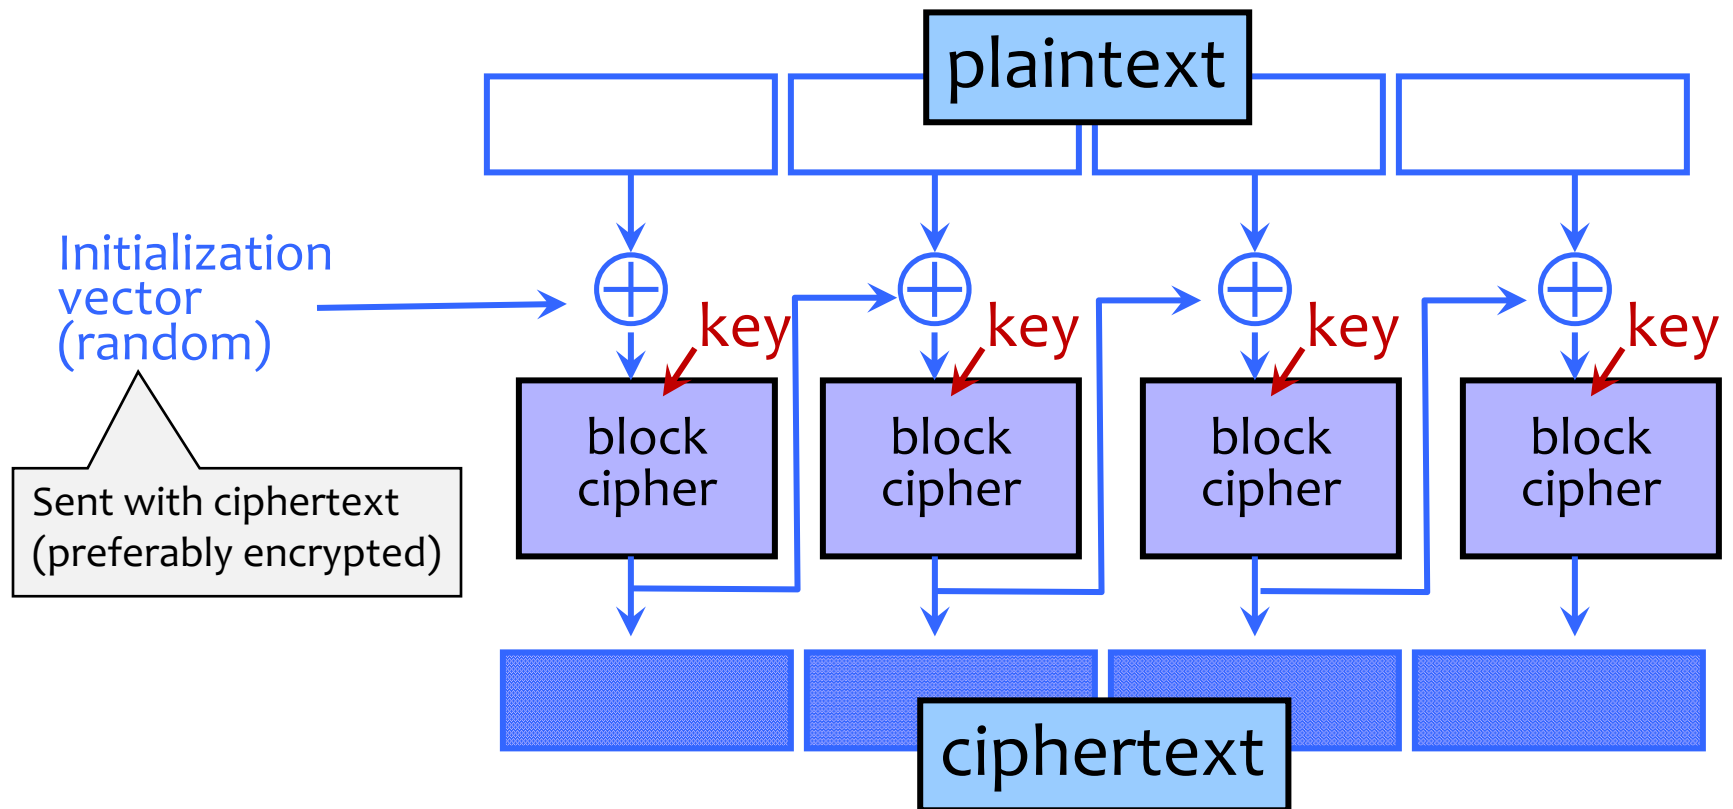 plaintext
Initialization
vector
(random)
key
key
key
key
block
cipher
block
cipher
block
cipher
block
cipher
Sent with ciphertext
(preferably encrypted)
ciphertext